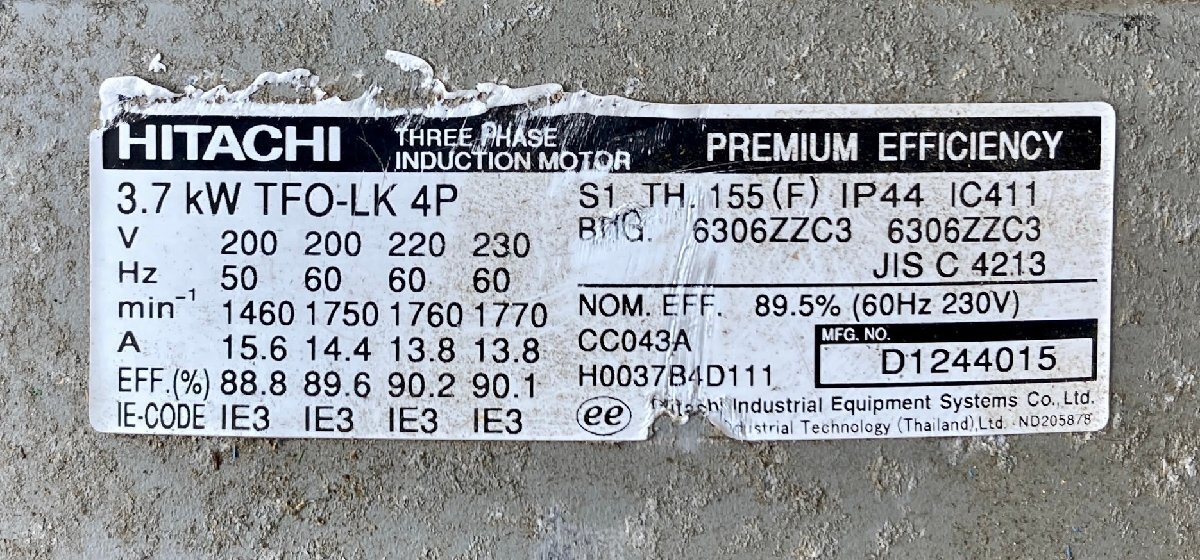 HITACHI THREE PHASE INDUCTION MOTOR PREMIUM EFFICIENCY
3.7 kW TFO-LK 4P
V 200 200 220 230
Hz 50 60 60 60
min⁻¹ 1460 1750 1760 1770
A 15.6 14.4 13.8 13.8
EFF.(%) 88.8 89.6 90.2 90.1
IE-CODE IE3 IE3 IE3 IE3
S1 TH. 155(F) IP44 IC411
BRG. 6306ZZC3 6306ZZC3
JIS C 4213
NOM. EFF. 89.5% (60Hz 230V)
CC043A
H0037B4D111
MFG. NO.
D1244015
ee
Hitachi Industrial Equipment Systems Co., Ltd.
Technology (Thailand),Ltd. ND205878